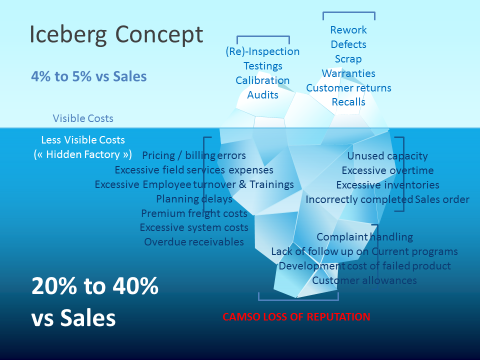 Iceberg Concept
4% to 5% vs Sales
(Re)-Inspection
Testings
Calibration
Audits
Rework
Defects
Scrap
Warranties
Customer returns
Recalls
Visible Costs
Less Visible Costs
(« Hidden Factory »)
Pricing / billing errors
Excessive field services expenses
Excessive Employee turnover & Trainings
Planning delays
Premium freight costs
Excessive system costs
Overdue receivables
Unused capacity
Excessive overtime
Excessive inventories
Incorrectly completed Sales order
Complaint handling
Lack of follow up on Current programs
Development cost of failed product
Customer allowances
20% to 40%
vs Sales
CAMSO LOSS OF REPUTATION